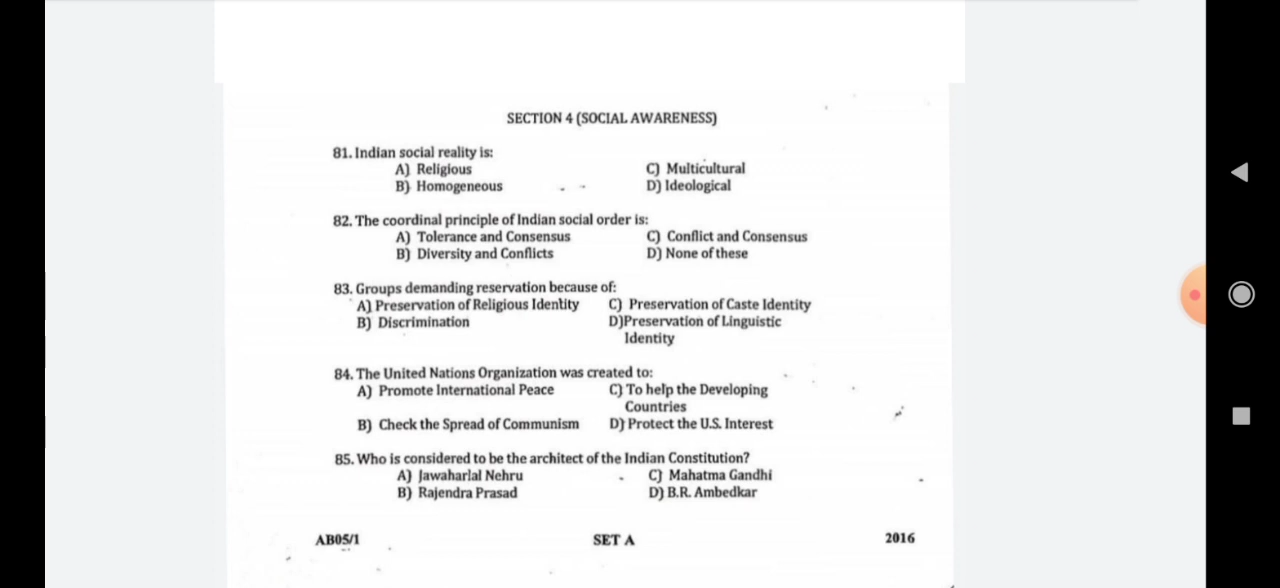 SECTION 4 (SOCIAL AWARENESS)
81. Indian social reality is:
A) Religious C) Multicultural
B) Homogeneous D) Ideological
82. The coordinal principle of Indian social order is:
A) Tolerance and Consensus C) Conflict and Consensus
B) Diversity and Conflicts D) None of these
83. Groups demanding reservation because of:
A) Preservation of Religious Identity C) Preservation of Caste Identity
B) Discrimination D)Preservation of Linguistic
Identity
84. The United Nations Organization was created to:
A) Promote International Peace C) To help the Developing
Countries
B) Check the Spread of Communism D) Protect the U.S. Interest
85. Who is considered to be the architect of the Indian Constitution?
A) Jawaharlal Nehru C) Mahatma Gandhi
B) Rajendra Prasad D) B.R. Ambedkar
AB05/1 SET A 2016